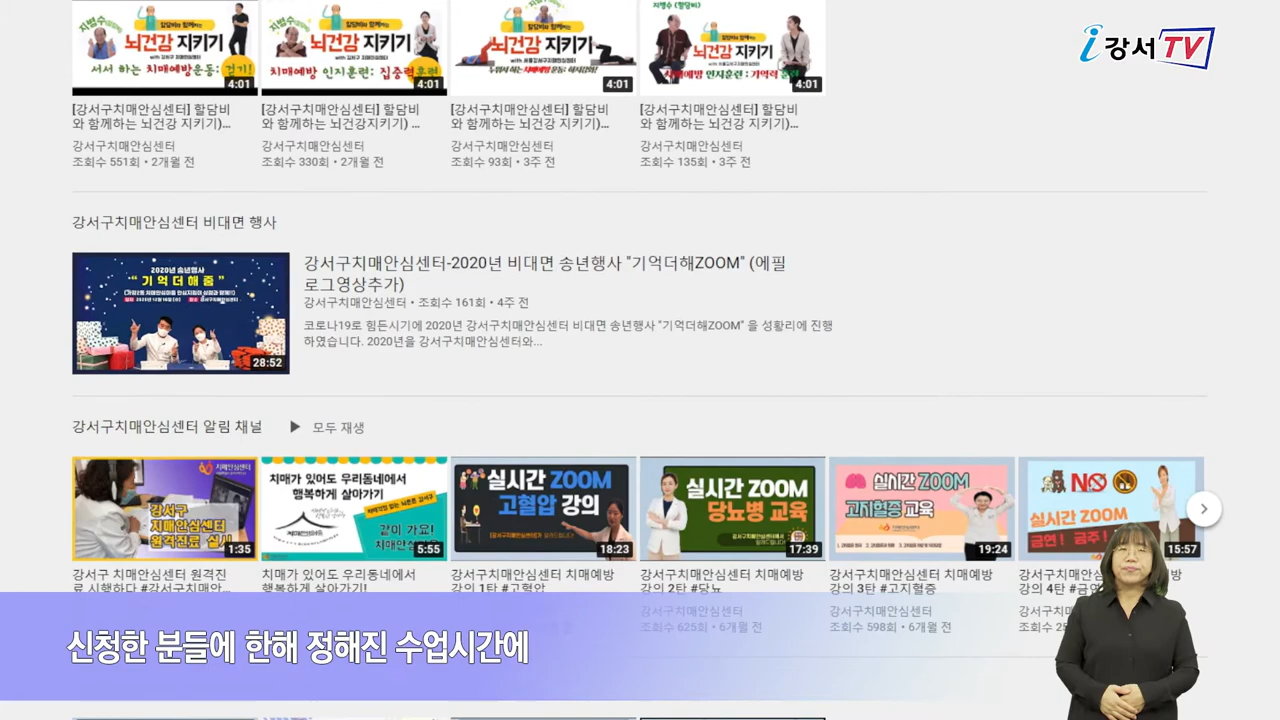 i강서TV
치병수
할담비와 함께하는
뇌건강 지키기
서서 하는 치매예방운동: 걷기!
4:01
할담비와 함께하는
뇌건강 지키기
치매예방 인지훈련: 집중력훈련
4:01
할담비와 함께하는
뇌건강 지키기
4:01
지병수 (할담비)
할담비와 함께하는
뇌건강 지키기
치매예방 인지훈련 : 기억력 훈련
4:01
[강서구치매안심센터] 할담비
와 함께하는 뇌건강 지키기)...
강서구치매안심센터
조회수 551회 • 2개월 전
[강서구치매안심센터] 할담비
와 함께하는 뇌건강지키기) ...
강서구치매안심센터
조회수 330회 • 2개월 전
[강서구치매안심센터] 할담비
와 함께하는 뇌건강 지키기)...
강서구치매안심센터
조회수 93회 • 3주 전
[강서구치매안심센터] 할담비
와 함께하는 뇌건강 지키기)...
강서구치매안심센터
조회수 135회 • 3주 전
강서구치매안심센터 비대면 행사
2020년 송년행사
“ 기 억 더 해 줌 ”
28:52
강서구치매안심센터-2020년 비대면 송년행사 "기억더해ZOOM" (에필
로그영상추가)
강서구치매안심센터 • 조회수 161회 • 4주 전
코로나19로 힘든시기에 2020년 강서구치매안심센터 비대면 송년행사 "기억더해ZOOM" 을 성황리에 진행
하였습니다. 2020년을 강서구치매안심센터와...
강서구치매안심센터 알림 채널
모두 재생
치매안심센터
강서구
치매안심센터
원격진료 실시
1:35
치매가 있어도 우리동네에서
행복하게 살아가기
같이 가요!
5:55
실시간 ZOOM
고혈압 강의
18:23
실시간 ZOOM
당뇨병 교육
17:39
실시간 ZOOM
고지혈증 교육
19:24
NO
실시간 ZOOM
금연! 금주!
15:57
강서구 치매안심센터 원격진
료 시행하다 #강서구치매안...
치매가 있어도 우리동네에서
행복하게 살아가기!
강서구치매안심센터 치매예방
강의 1탄 #고혈압
강서구치매안심센터 치매예방
강의 2탄 #당뇨
강서구치매안심센터
조회수 625회 • 6개월 전
강서구치매안심센터 치매예방
강의 3탄 #고지혈증
강서구치매안심센터
조회수 598회 • 6개월 전
강의 4탄
신청한 분들에 한해 정해진 수업시간에